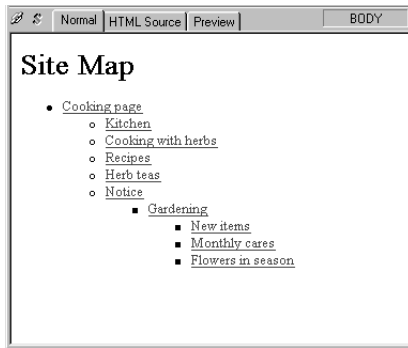 Normal HTML Source Preview BODY
Site Map
Cooking page
Kitchen
Cooking with herbs
Recipes
Herb teas
Notice
Gardening
New items
Monthly cares
Flowers in season